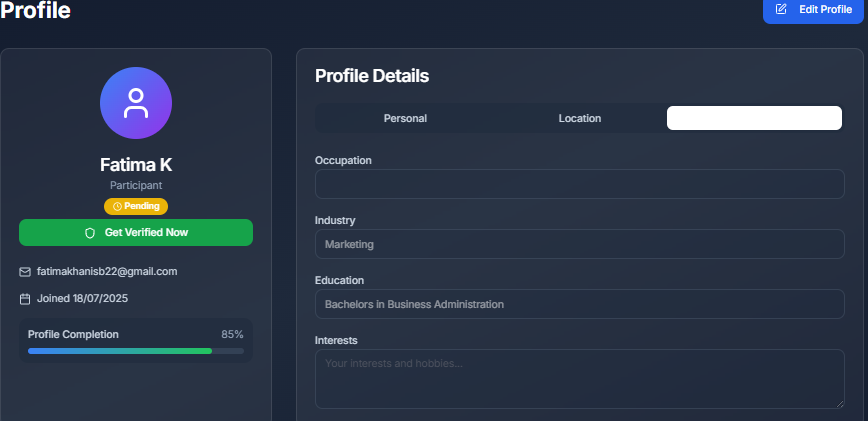 Profile
Edit Profile
Fatima K
Participant
Pending
Get Verified Now
fatimakhanisb22@gmail.com
Joined 18/07/2025
Profile Completion 85%
Profile Details
Personal Location
Occupation
Industry
Marketing
Education
Bachelors in Business Administration
Interests
Your interests and hobbies...